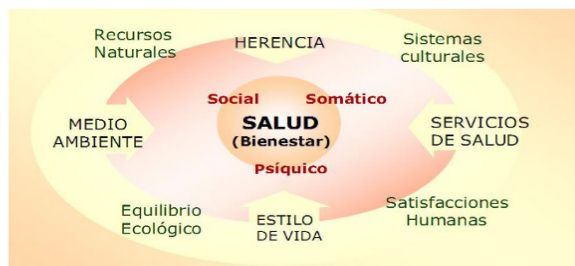 Recursos
Naturales
HERENCIA
Sistemas
culturales
Social
Somático
MEDIO
AMBIENTE
SALUD
(Bienestar)
SERVICIOS
DE SALUD
Psíquico
Equilibrio
Ecológico
ESTILO
DE VIDA
Satisfacciones
Humanas